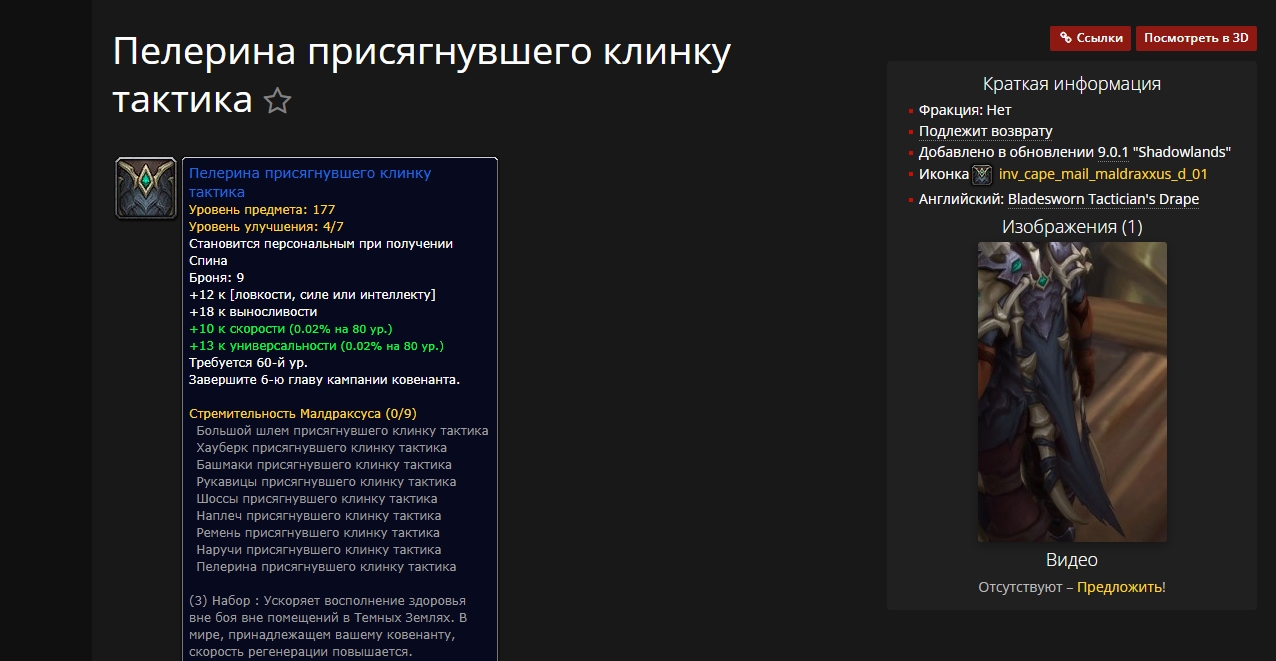 Пелерина присягнувшего клинку
тактика
Пелерина присягнувшего клинку
тактика
Уровень предмета: 177
Уровень улучшения: 4/7
Становится персональным при получении
Спина
Броня: 9
+12 к [ловкости, силе или интеллекту]
+18 к выносливости
+10 к скорости (0.02% на 80 ур.)
+13 к универсальности (0.02% на 80 ур.)
Требуется 60-й ур.
Завершите 6-ю главу кампании ковенанта.
Стремительность Малдраксуса (0/9)
Большой шлем присягнувшего клинку тактика
Хауберк присягнувшего клинку тактика
Башмаки присягнувшего клинку тактика
Рукавицы присягнувшего клинку тактика
Шоссы присягнувшего клинку тактика
Наплеч присягнувшего клинку тактика
Ремень присягнувшего клинку тактика
Наручи присягнувшего клинку тактика
Пелерина присягнувшего клинку тактика
(3) Набор : Ускоряет восполнение здоровья
вне боя вне помещений в Темных Землях. В
мире, принадлежащем вашему ковенанту,
скорость регенерации повышается.
Ссылки
Посмотреть в 3D
Краткая информация
Фракция: Нет
Подлежит возврату
Добавлено в обновлении 9.0.1 "Shadowlands"
Иконка inv_cape_mail_maldraxxus_d_01
Английский: Bladesworn Tactician's Drape
Изображения (1)
Видео
Отсутствуют – Предложить!